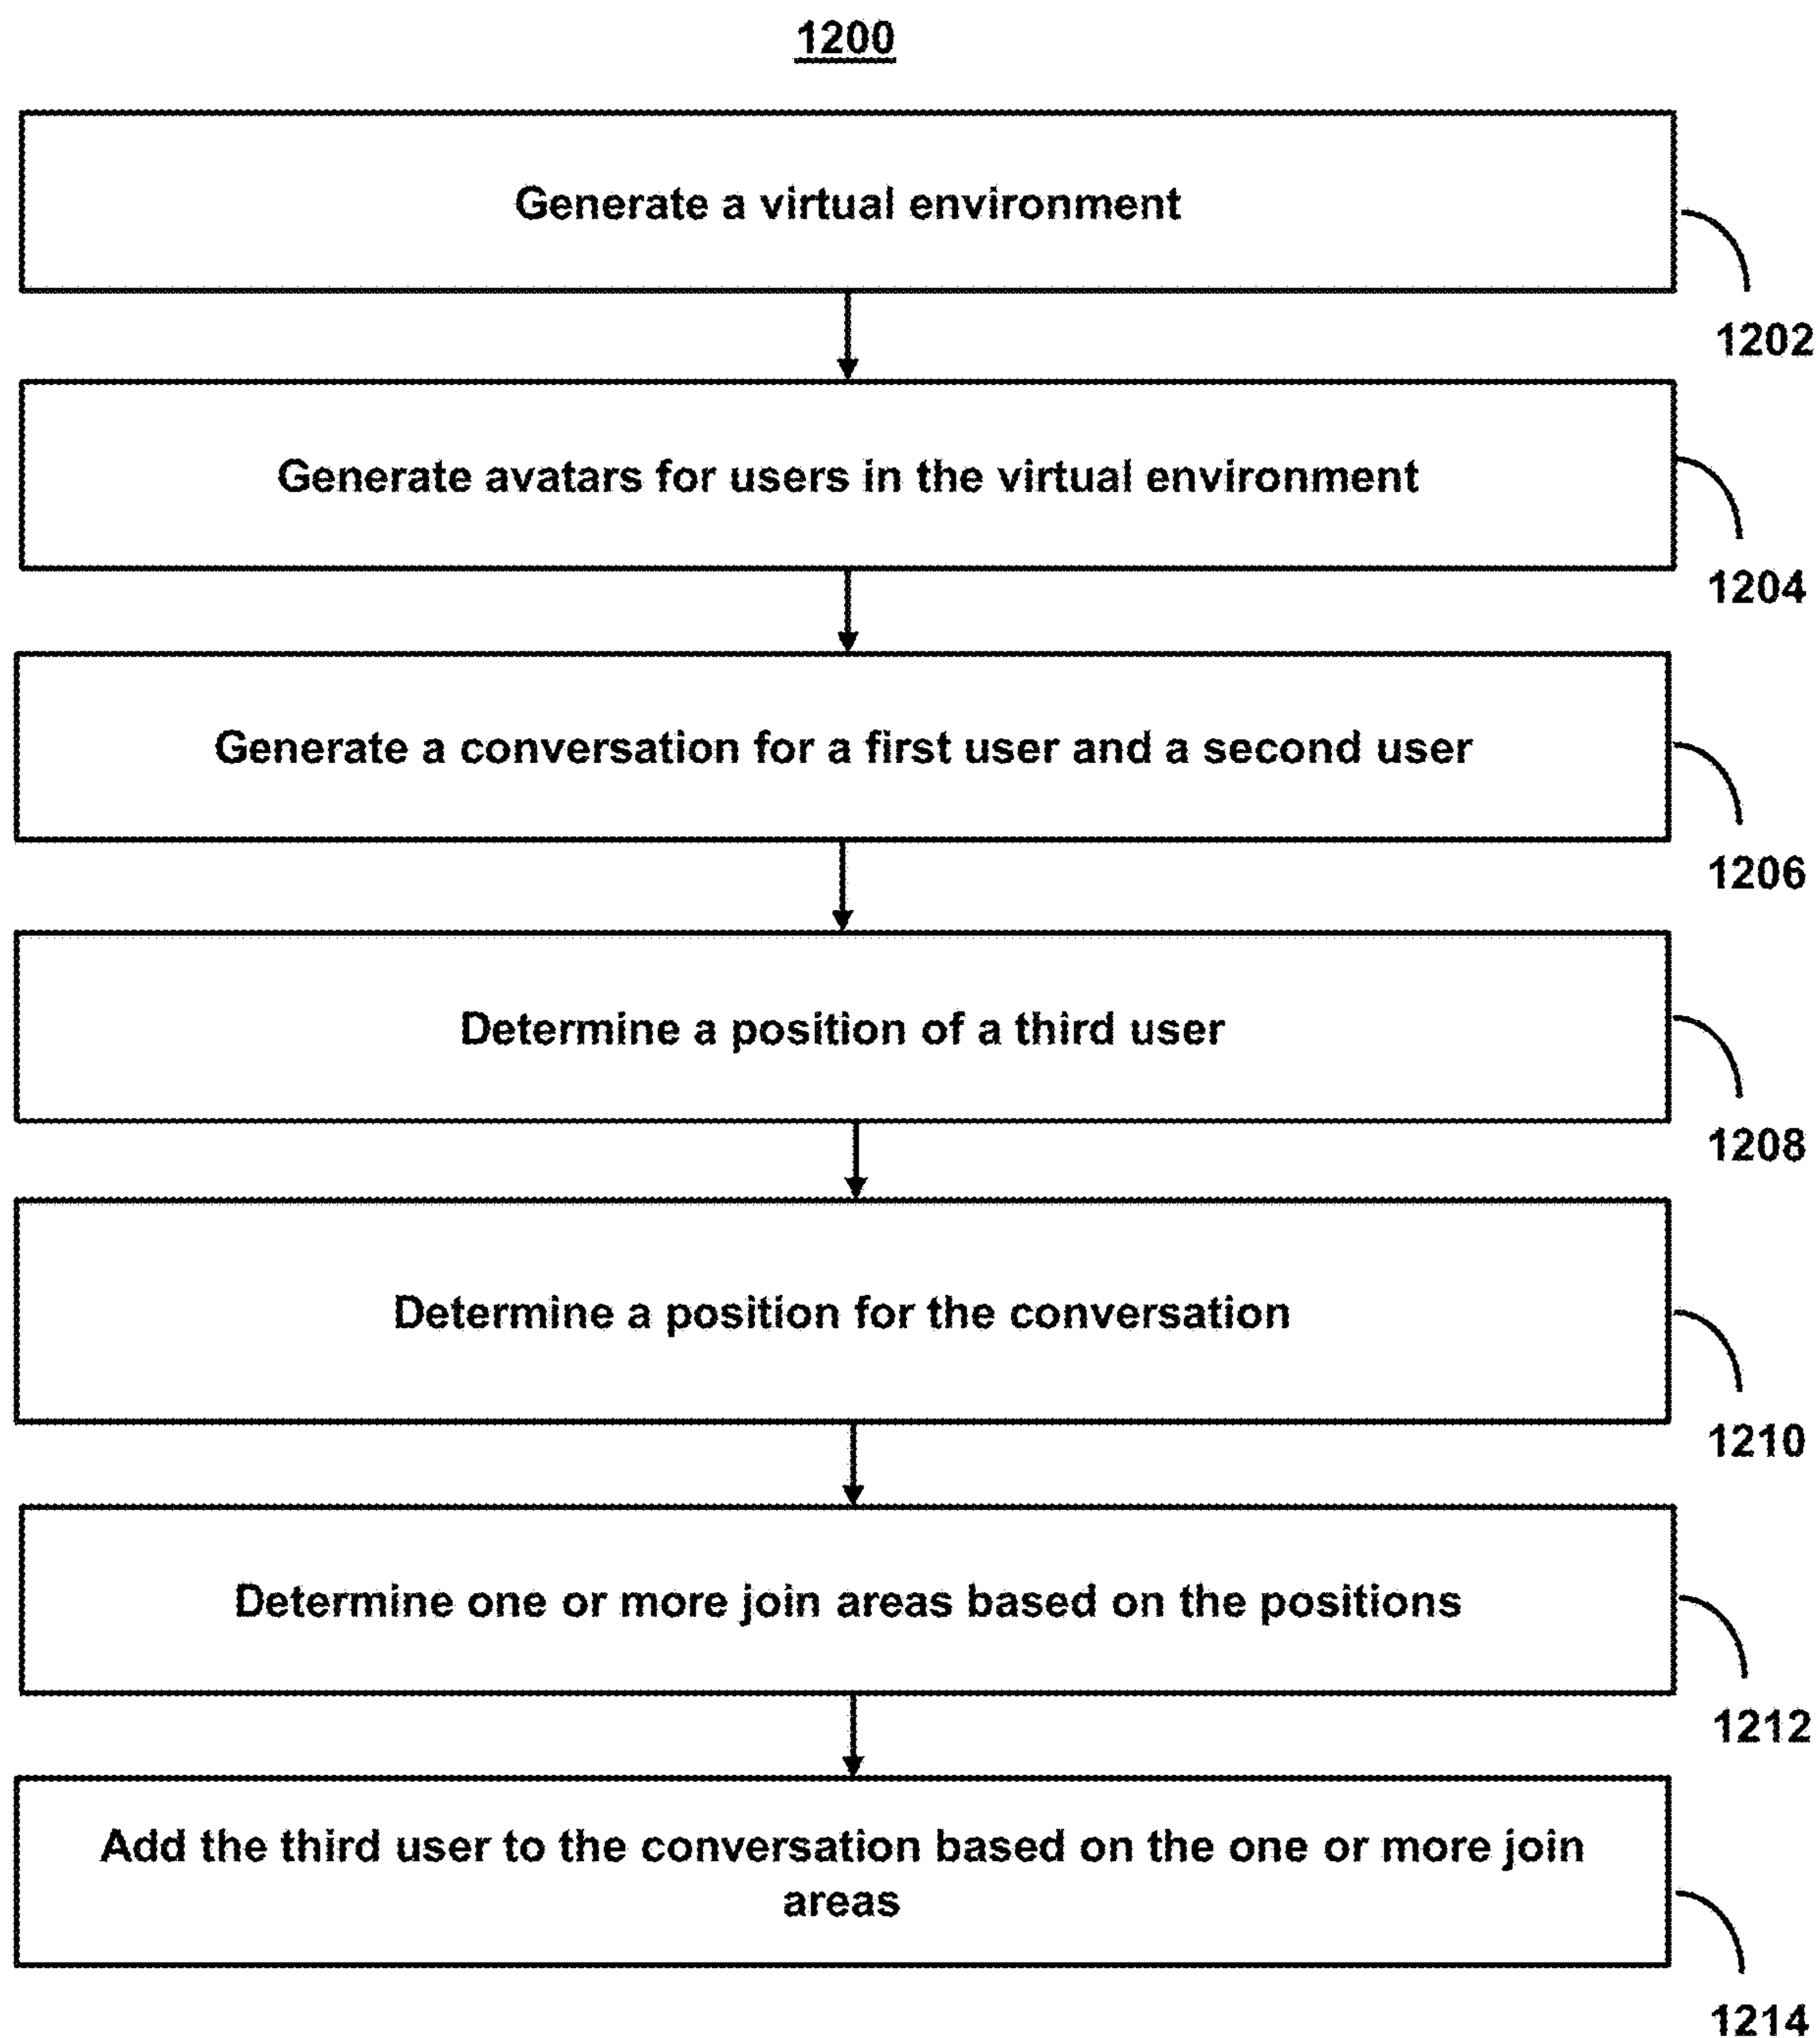 1200
Generate a virtual environment
1202
Generate avatars for users in the virtual environment
1204
Generate a conversation for a first user and a second user
1206
Determine a position of a third user
1208
Determine a position for the conversation
1210
Determine one or more join areas based on the positions
1212
Add the third user to the conversation based on the one or more join
areas
1214